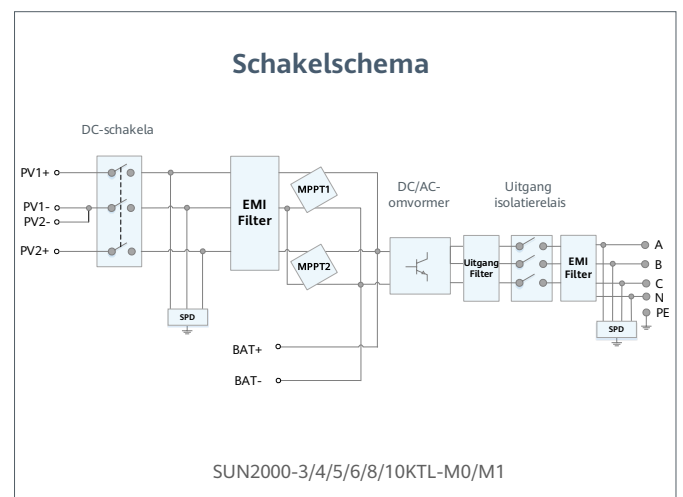 Schakelschema
DC-schakela
PV1+
PV1-
PV2-
PV2+
EMI
Filter
MPPT1
MPPT2
DC/AC-
omvormer
Uitgang
isolatierelais
Uitgang
Filter
EMI
Filter
A
B
C
N
PE
SPD
SPD
BAT+
BAT-
SUN2000-3/4/5/6/8/10KTL-M0/M1